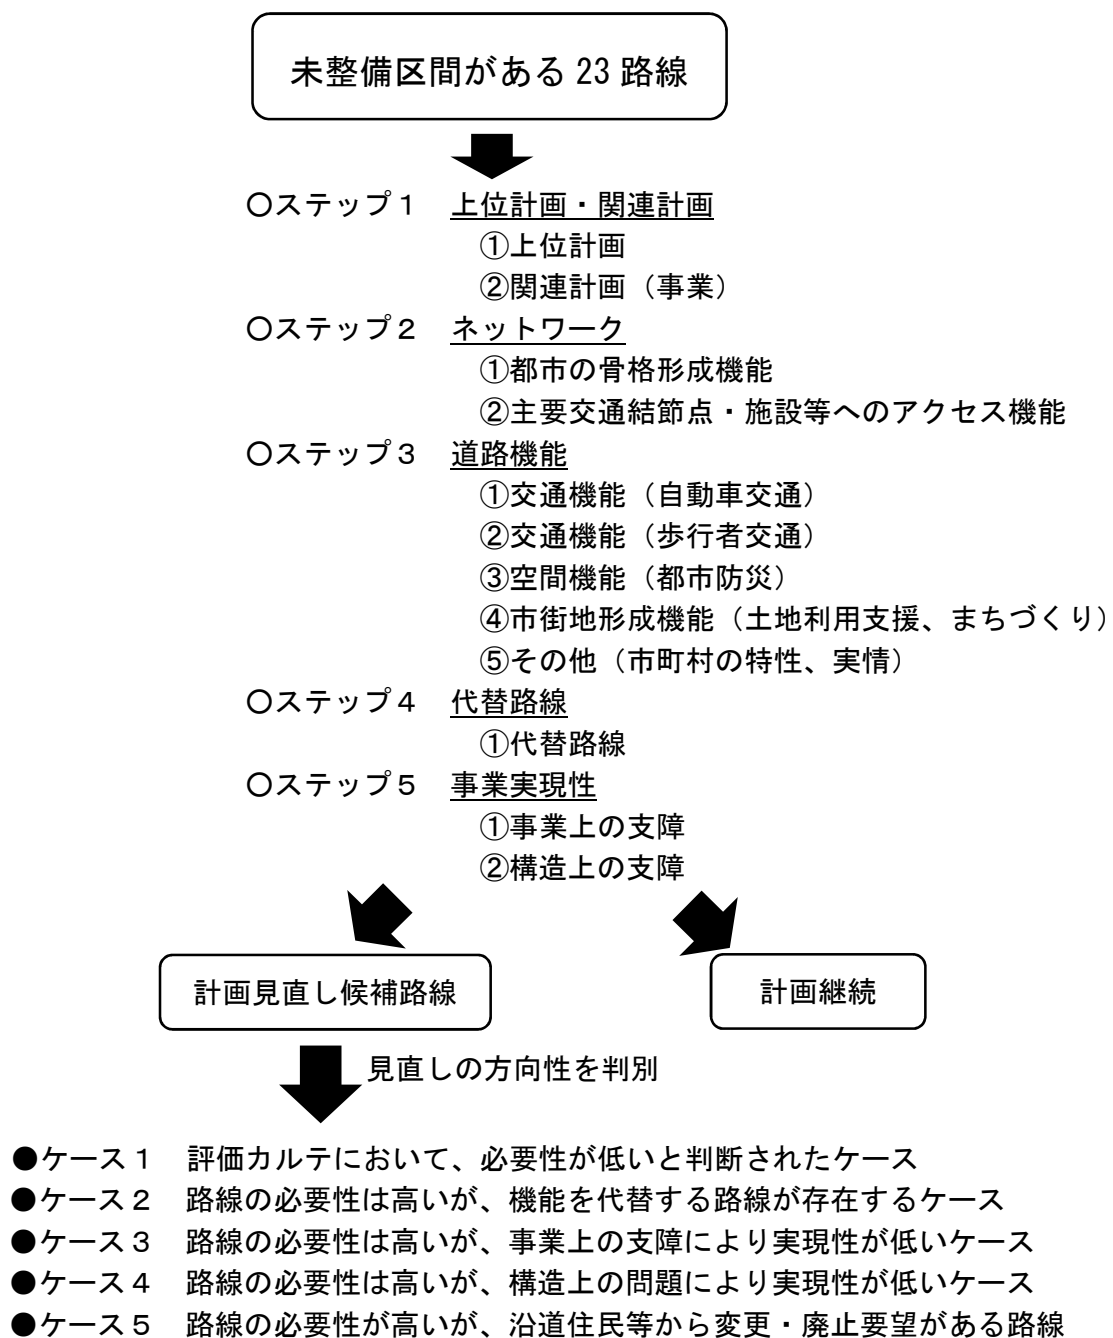 未整備区間がある 23 路線
〇ステップ１　上位計画・関連計画
①上位計画
②関連計画（事業）
〇ステップ２　ネットワーク
①都市の骨格形成機能
②主要交通結節点・施設等へのアクセス機能
〇ステップ３　道路機能
①交通機能（自動車交通）
②交通機能（歩行者交通）
③空間機能（都市防災）
④市街地形成機能（土地利用支援、まちづくり）
⑤その他（市町村の特性、実情）
〇ステップ４　代替路線
①代替路線
〇ステップ５　事業実現性
①事業上の支障
②構造上の支障
計画見直し候補路線　計画継続
見直しの方向性を判別
●ケース１　評価カルテにおいて、必要性が低いと判断されたケース
●ケース２　路線の必要性は高いが、機能を代替する路線が存在するケース
●ケース３　路線の必要性は高いが、事業上の支障により実現性が低いケース
●ケース４　路線の必要性は高いが、構造上の問題により実現性が低いケース
●ケース５　路線の必要性が高いが、沿道住民等から変更・廃止要望がある路線